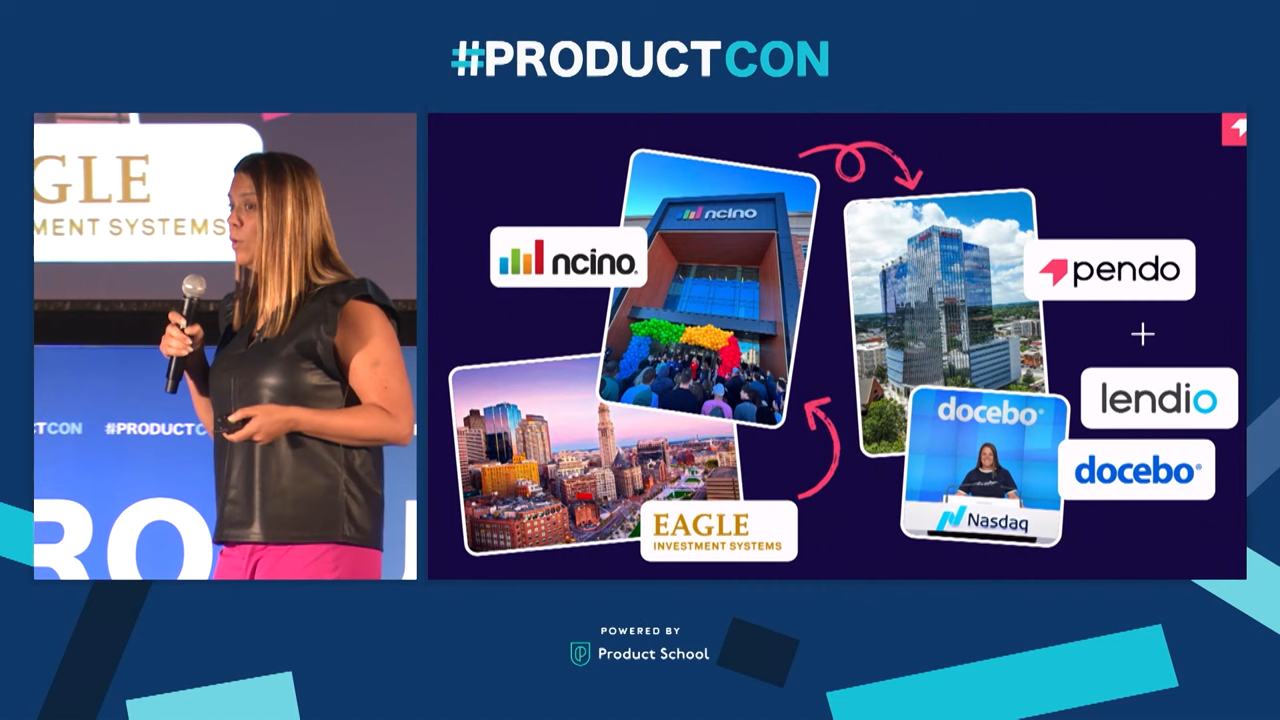 #PRODUCTCON
GLE
MENT SYSTEMS
CTCON #PRODUCTC
RO
ncino
ncino.
pendo
+
lendio
docebo®
docebo®
Nasdaq
EAGLE
INVESTMENT SYSTEMS
POWERED BY
Product School